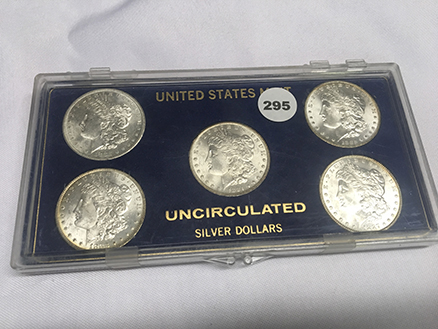 UNITED STATES M
295
UNCIRCULATED
SILVER DOLLARS